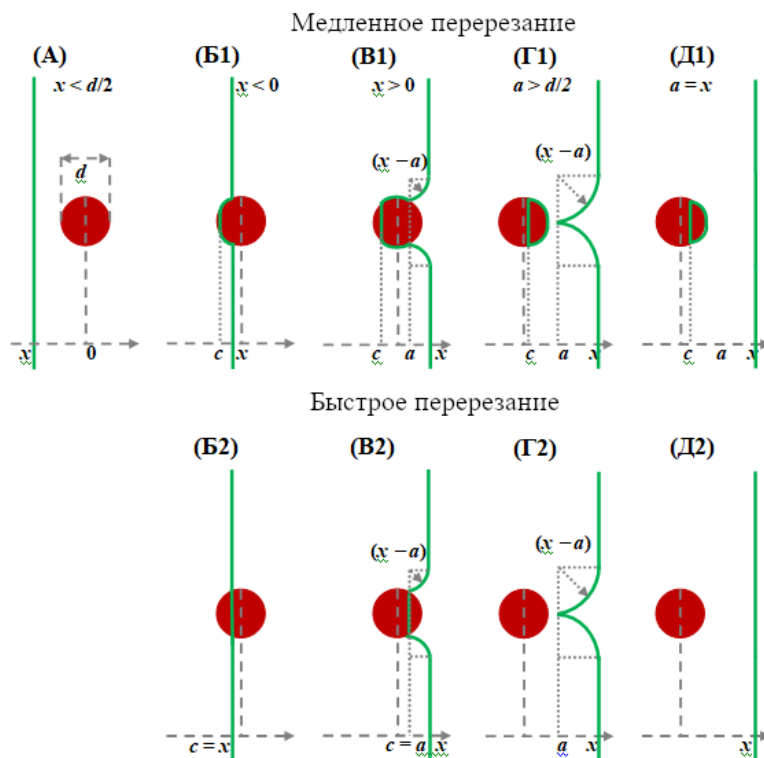 Медленное перерезание
(А) (Б1) (В1) (Г1) (Д1)
x < d/2 x < 0 x > 0 a > d/2 a = x
(x – a) (x – a)
d
x 0 c x c a x c a x c a x
Быстрое перерезание
(Б2) (В2) (Г2) (Д2)
(x – a) (x – a)
c = x c = a x a x x